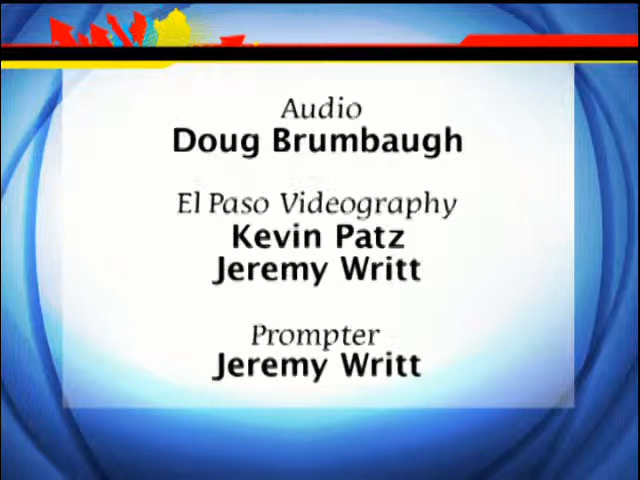 Audio
Doug Brumbaugh
El Paso Videography
Kevin Patz
Jeremy Writt
Prompter
Jeremy Writt